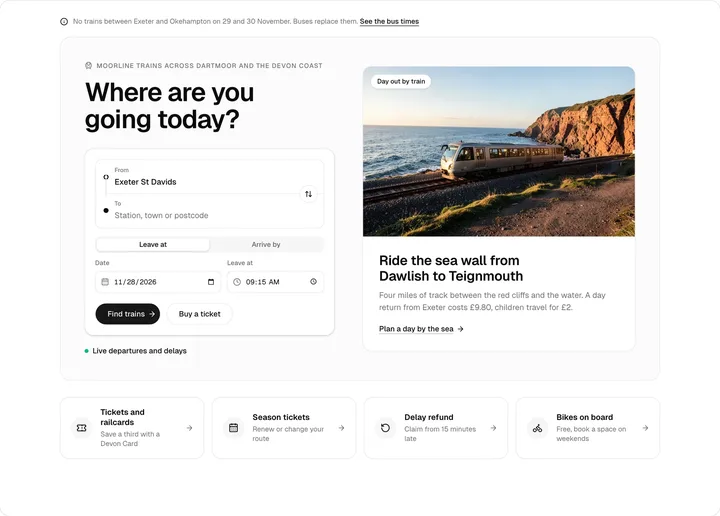 No trains between Exeter and Okehampton on 29 and 30 November. Buses replace them. See the bus times
MOORLINE TRAINS ACROSS DARTMOOR AND THE DEVON COAST
Where are you
going today?
From
Exeter St Davids
To
Station, town or postcode
Leave at
Arrive by
Date
Leave at
11/28/2026
09:15 AM
Find trains
Buy a ticket
Live departures and delays
Day out by train
Ride the sea wall from
Dawlish to Teignmouth
Four miles of track between the red cliffs and the water. A day
return from Exeter costs £9.80, children travel for £2.
Plan a day by the sea
Tickets and
railcards
Save a third with a
Devon Card
Season tickets
Renew or change your
route
Delay refund
Claim from 15 minutes
late
Bikes on board
Free, book a space on
weekends